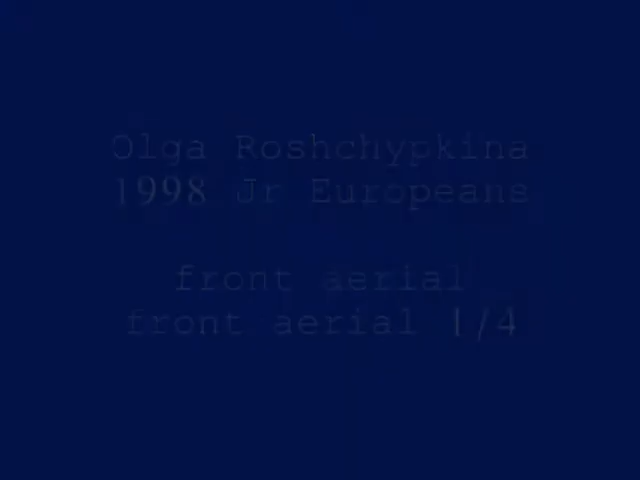 Olga Roshchypkina
1998 Jr Europeans
front aerial
front aerial 1/4